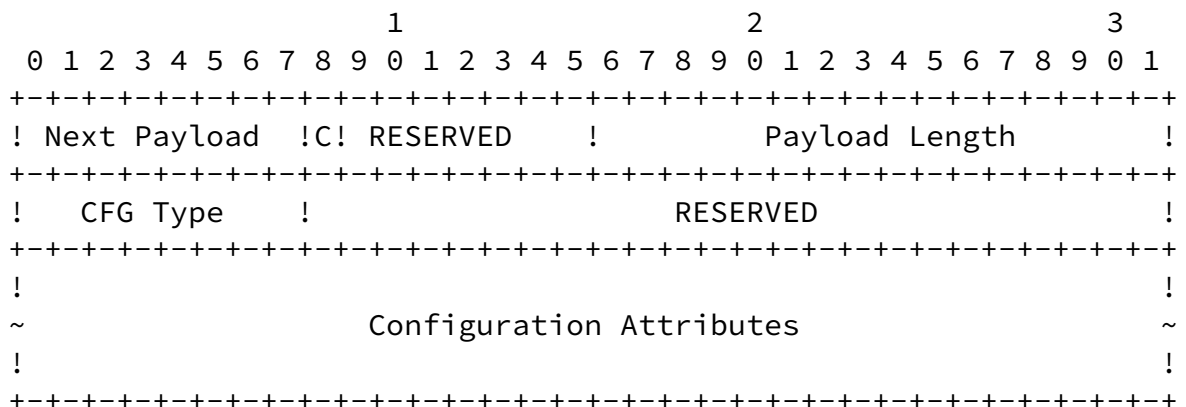 1                   2                   3
 0 1 2 3 4 5 6 7 8 9 0 1 2 3 4 5 6 7 8 9 0 1 2 3 4 5 6 7 8 9 0 1
+-+-+-+-+-+-+-+-+-+-+-+-+-+-+-+-+-+-+-+-+-+-+-+-+-+-+-+-+-+-+-+-+
! Next Payload  !C! RESERVED    !         Payload Length        !
+-+-+-+-+-+-+-+-+-+-+-+-+-+-+-+-+-+-+-+-+-+-+-+-+-+-+-+-+-+-+-+-+
!   CFG Type    !                    RESERVED                   !
+-+-+-+-+-+-+-+-+-+-+-+-+-+-+-+-+-+-+-+-+-+-+-+-+-+-+-+-+-+-+-+-+
!                                                               !
~                   Configuration Attributes                    ~
!                                                               !
+-+-+-+-+-+-+-+-+-+-+-+-+-+-+-+-+-+-+-+-+-+-+-+-+-+-+-+-+-+-+-+-+